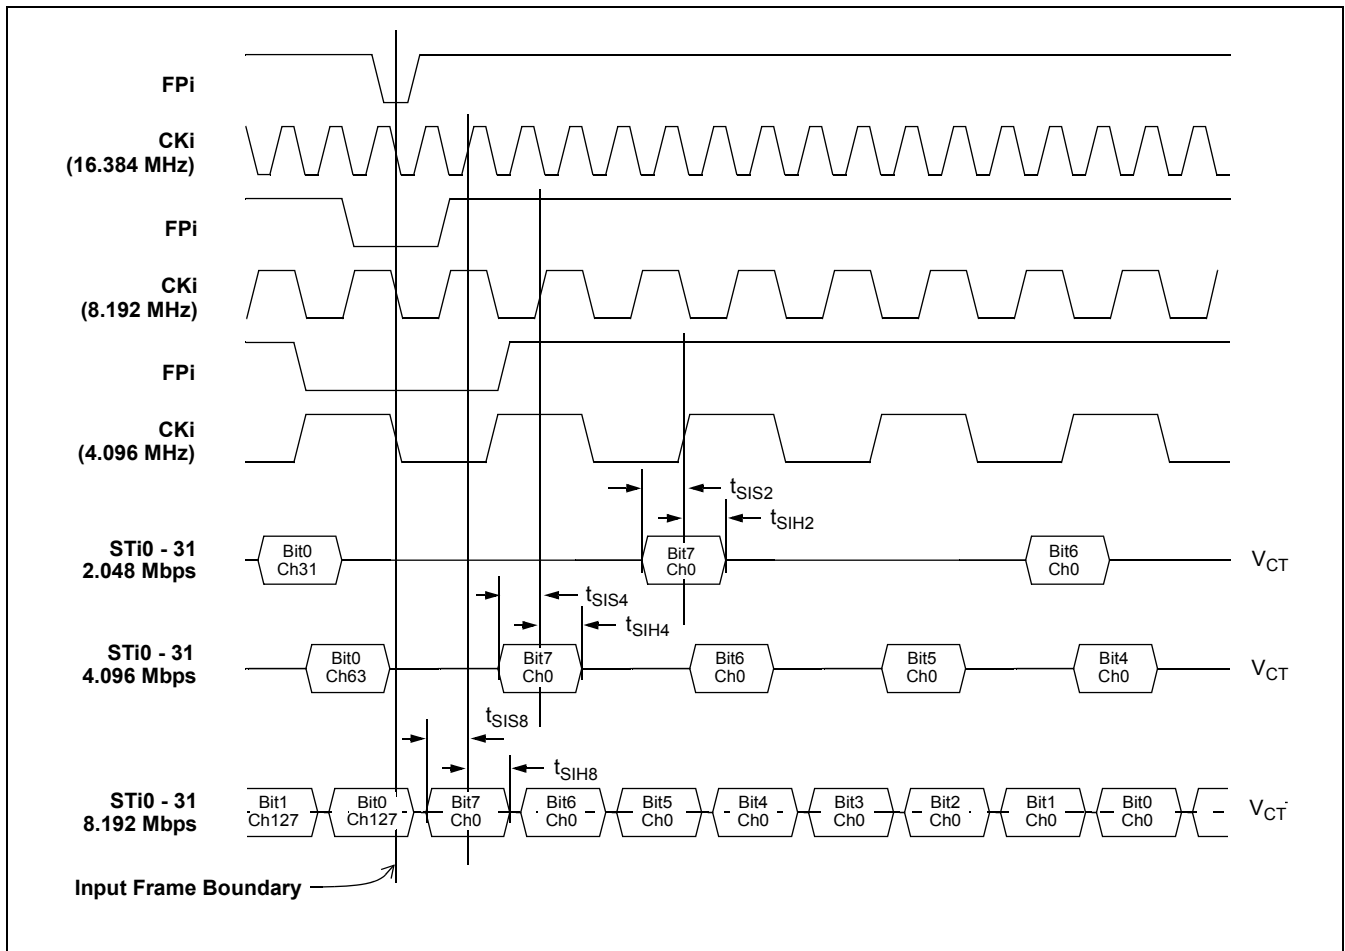 FPi
CKi
(16.384 MHz)
FPi
CKi
(8.192 MHz)
FPi
CKi
(4.096 MHz)
tSIS2
tSIH2
STi0 - 31
2.048 Mbps
Bit0
Ch31
Bit7
Ch0
Bit6
Ch0
VCT
tSIS4
tSIH4
STi0 - 31
4.096 Mbps
Bit0
Ch63
Bit7
Ch0
Bit6
Ch0
Bit5
Ch0
Bit4
Ch0
VCT
tSIS8
tSIH8
STi0 - 31
8.192 Mbps
Bit1
Ch127
Bit0
Ch127
Bit7
Ch0
Bit6
Ch0
Bit5
Ch0
Bit4
Ch0
Bit3
Ch0
Bit2
Ch0
Bit1
Ch0
Bit0
Ch0
VCT
Input Frame Boundary